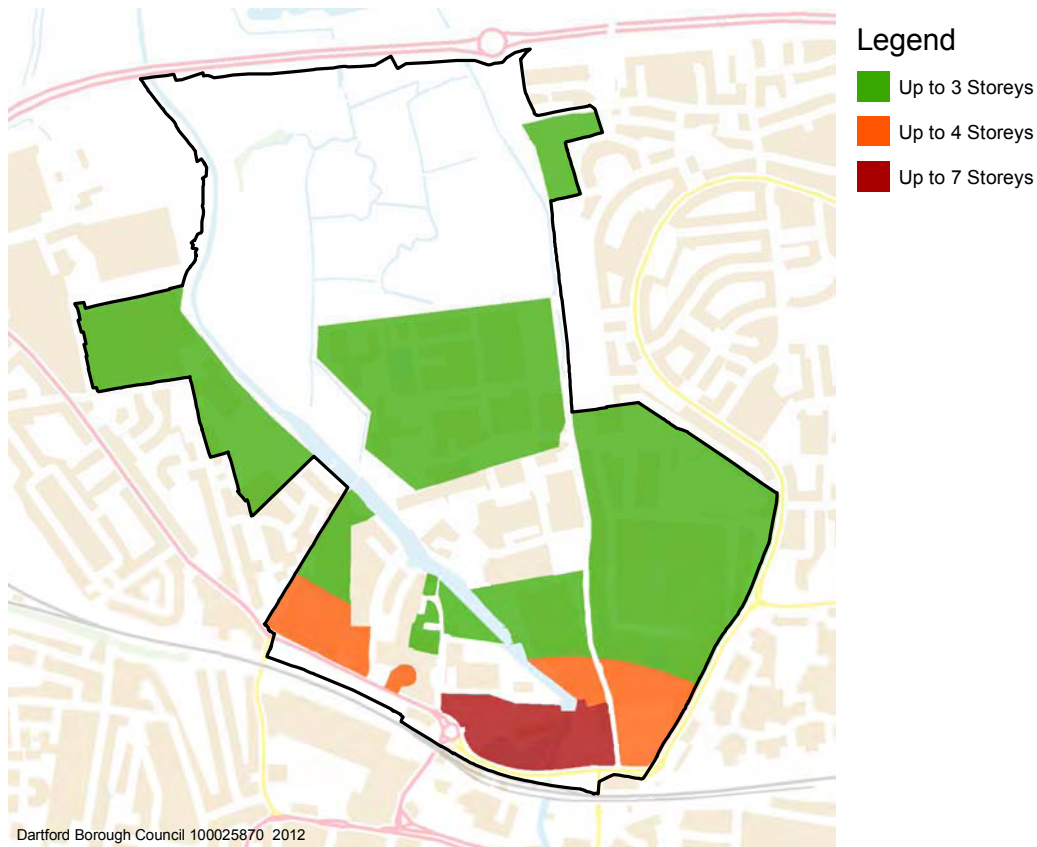 Legend
Up to 3 Storeys
Up to 4 Storeys
Up to 7 Storeys
Dartford Borough Council 100025870 2012